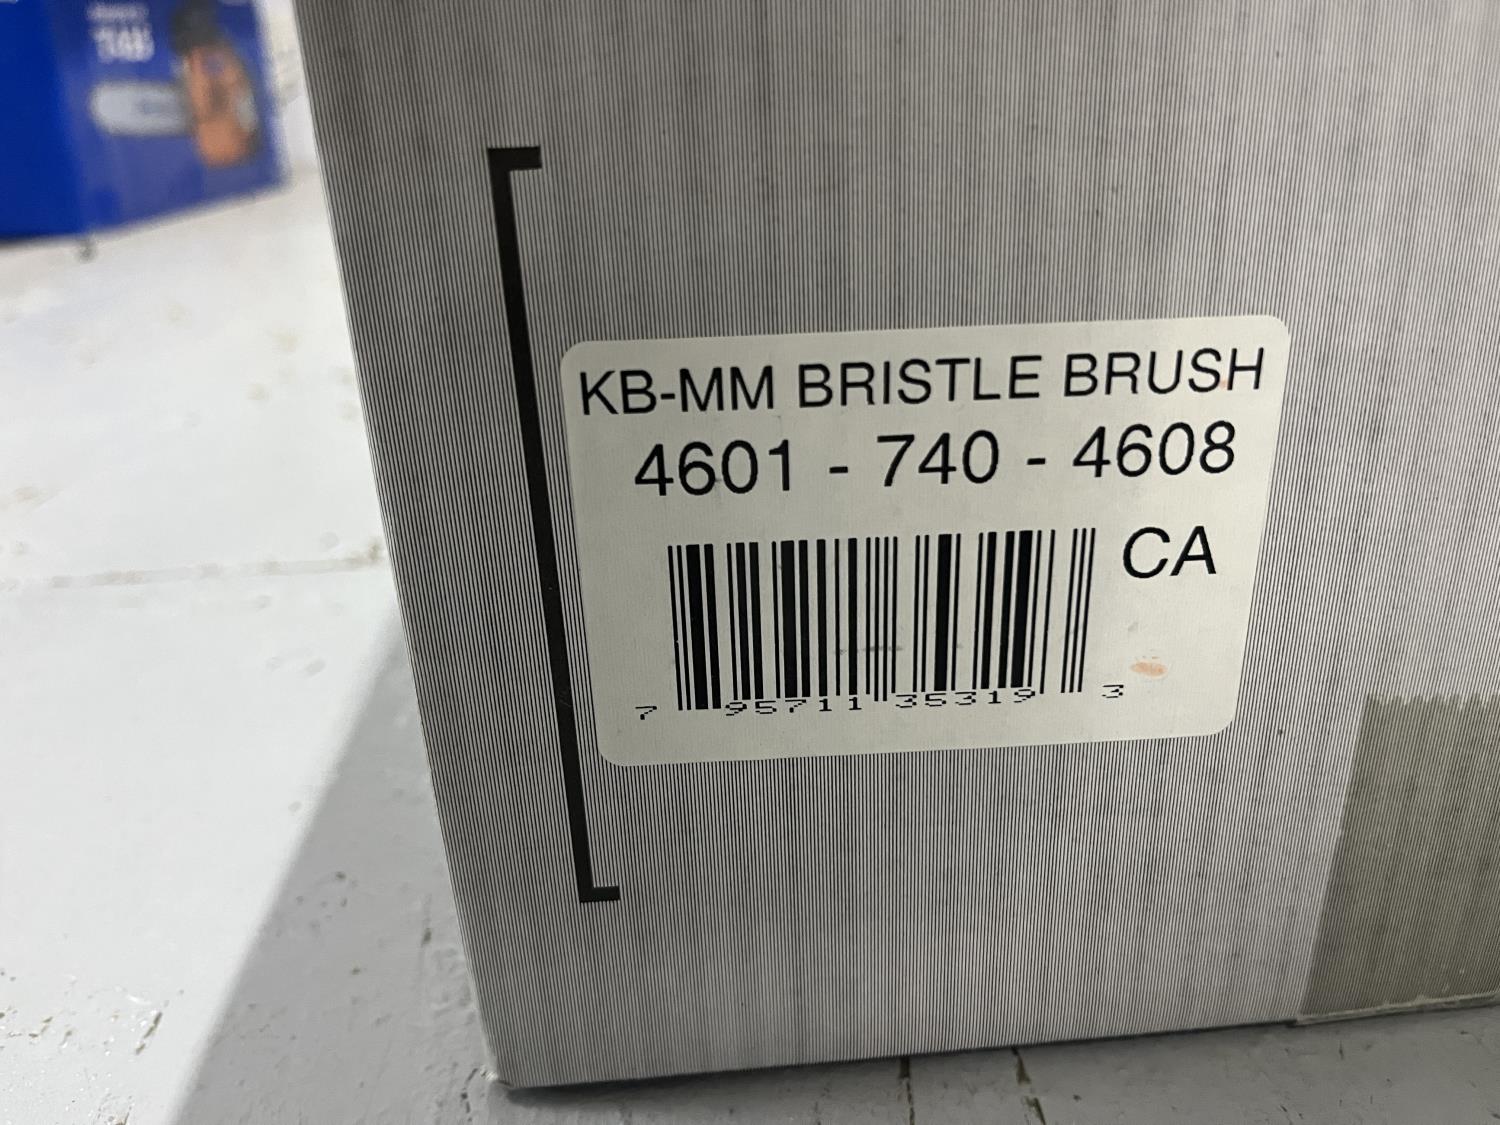 KB-MM BRISTLE BRUSH
4601 - 740 - 4608
CA
7 95711 35319 3